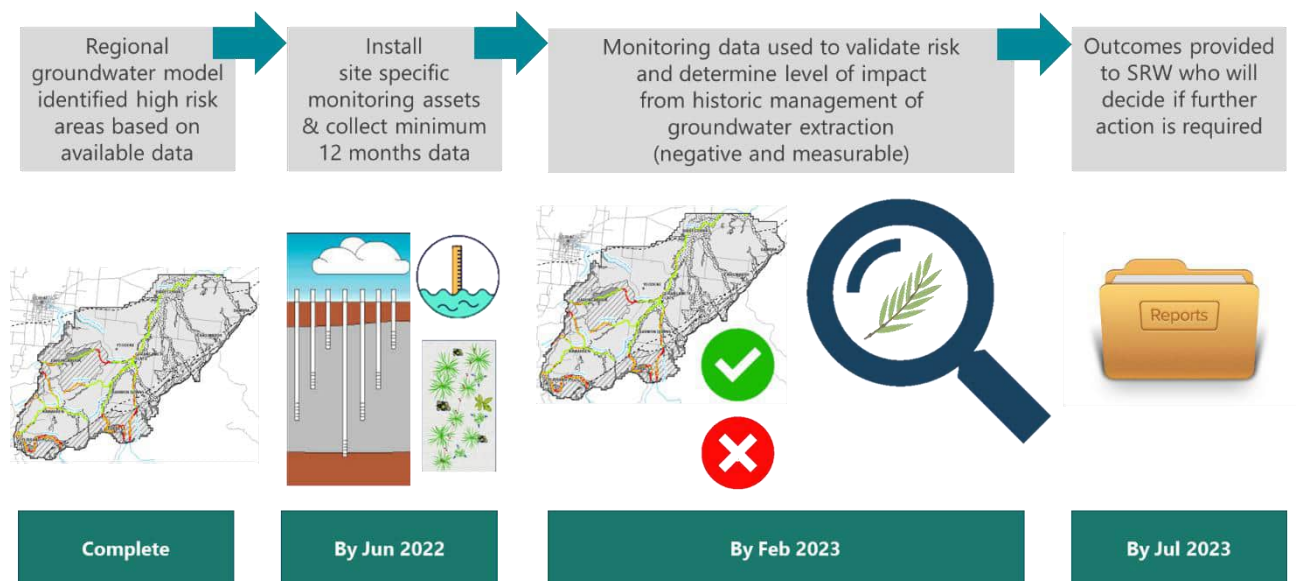 Regional
groundwater model
identified high risk
areas based on
available data
Install
site specific
monitoring assets
& collect minimum
12 months data
Monitoring data used to validate risk
and determine level of impact
from historic management of
groundwater extraction
(negative and measurable)
Outcomes provided
to SRW who will
decide if further
action is required
Reports
Complete
By Jun 2022
By Feb 2023
By Jul 2023